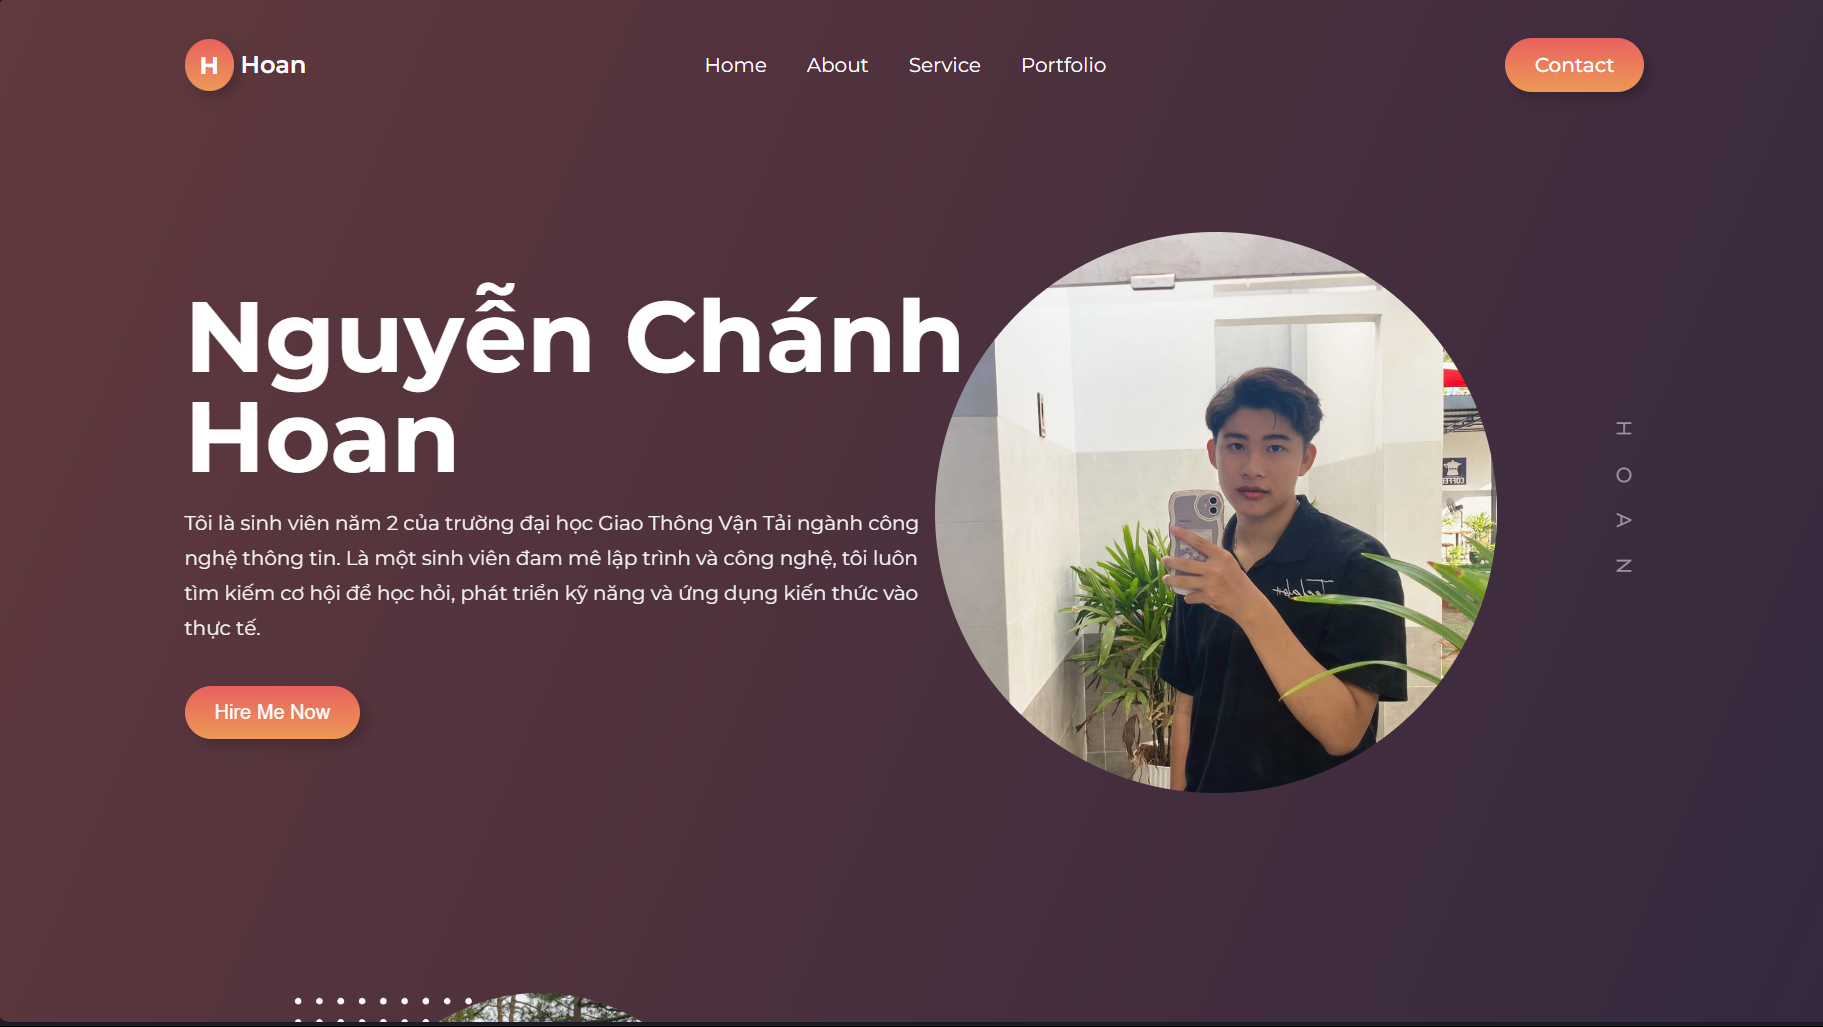 H Hoan
Home About Service Portfolio
Contact
Nguyễn Chánh
Hoan
Tôi là sinh viên năm 2 của trường đại học Giao Thông Vận Tải ngành công
nghệ thông tin. Là một sinh viên đam mê lập trình và công nghệ, tôi luôn
tìm kiếm cơ hội để học hỏi, phát triển kỹ năng và ứng dụng kiến thức vào
thực tế.
Hire Me Now
COFFEE
HOAN